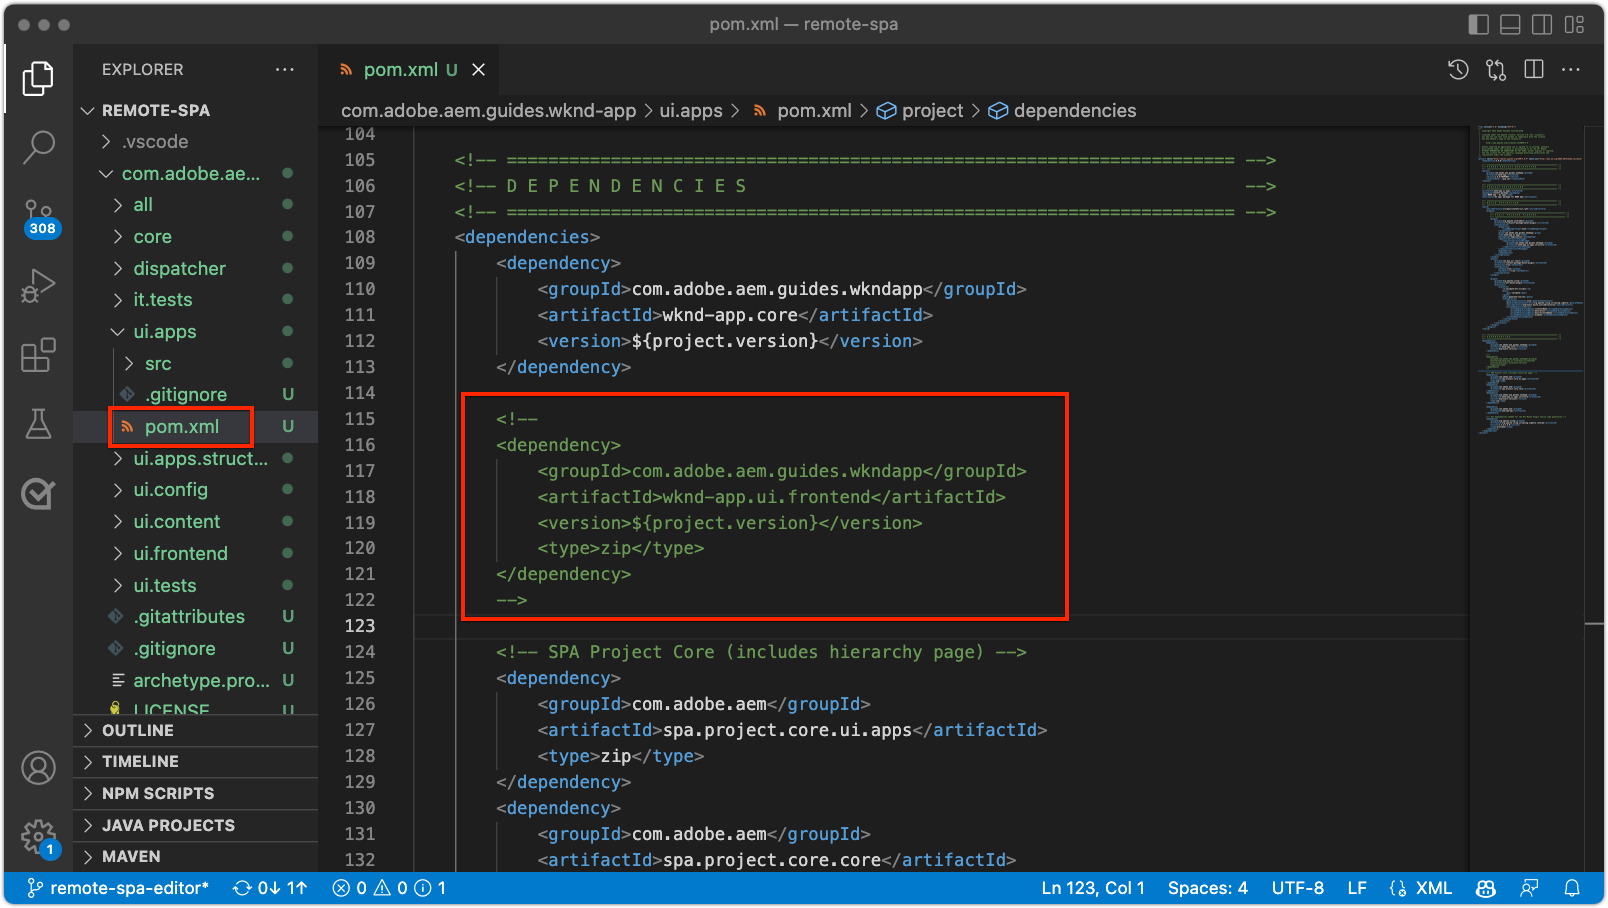 pom.xml — remote-spa
EXPLORER
REMOTE-SPA
.vscode
com.adobe.ae...
all
core
dispatcher
it.tests
ui.apps
src
.gitignore U
pom.xml U
ui.apps.struct...
ui.config
ui.content
ui.frontend
ui.tests
.gitattributes U
.gitignore U
archetype.pro... U
LICENSE U
OUTLINE
TIMELINE
NPM SCRIPTS
JAVA PROJECTS
MAVEN
308
1
pom.xml U
com.adobe.aem.guides.wknd-app > ui.apps > pom.xml > project > dependencies
104
105 <!-- ====================================================================== -->
106 <!-- D E P E N D E N C I E S -->
107 <!-- ====================================================================== -->
108 <dependencies>
109 <dependency>
110 <groupId>com.adobe.aem.guides.wkndapp</groupId>
111 <artifactId>wknd-app.core</artifactId>
112 <version>${project.version}</version>
113 </dependency>
114
115 <!--
116 <dependency>
117 <groupId>com.adobe.aem.guides.wkndapp</groupId>
118 <artifactId>wknd-app.ui.frontend</artifactId>
119 <version>${project.version}</version>
120 <type>zip</type>
121 </dependency>
122 -->
123
124 <!-- SPA Project Core (includes hierarchy page) -->
125 <dependency>
126 <groupId>com.adobe.aem</groupId>
127 <artifactId>spa.project.core.ui.apps</artifactId>
128 <type>zip</type>
129 </dependency>
130 <dependency>
131 <groupId>com.adobe.aem</groupId>
132 <artifactId>spa.project.core.core</artifactId>
remote-spa-editor* 0↓ 1↑ 0 0 1 Ln 123, Col 1 Spaces: 4 UTF-8 LF XML